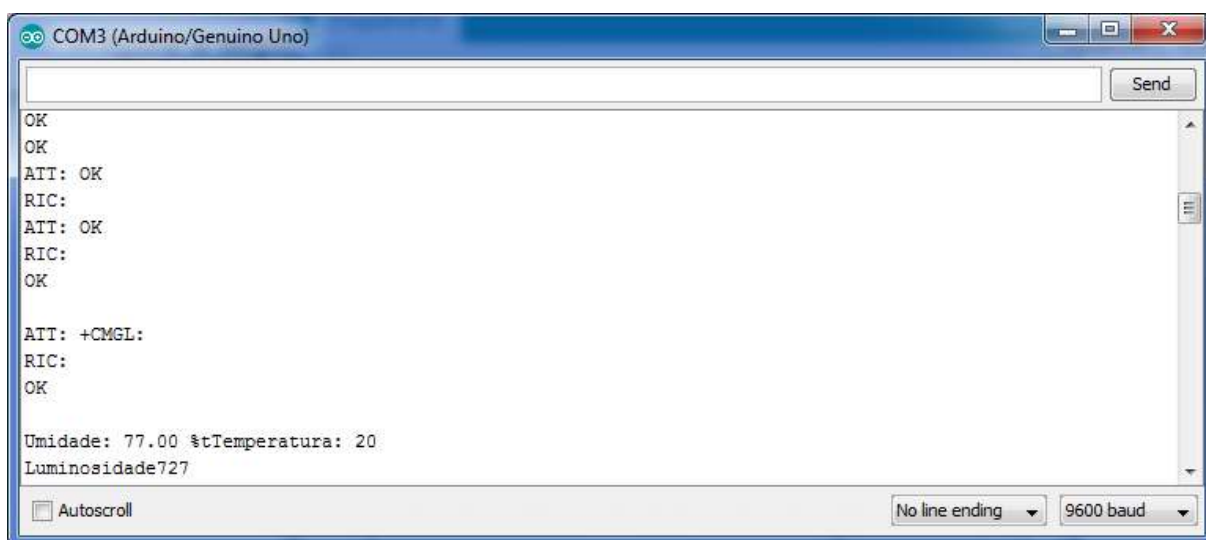 COM3 (Arduino/Genuino Uno)
Send
OK
OK
ATT: OK
RIC:
ATT: OK
RIC:
OK
ATT: +CMGL:
RIC:
OK
Umidade: 77.00 %tTemperatura: 20
Luminosidade727
Autoscroll
No line ending
9600 baud